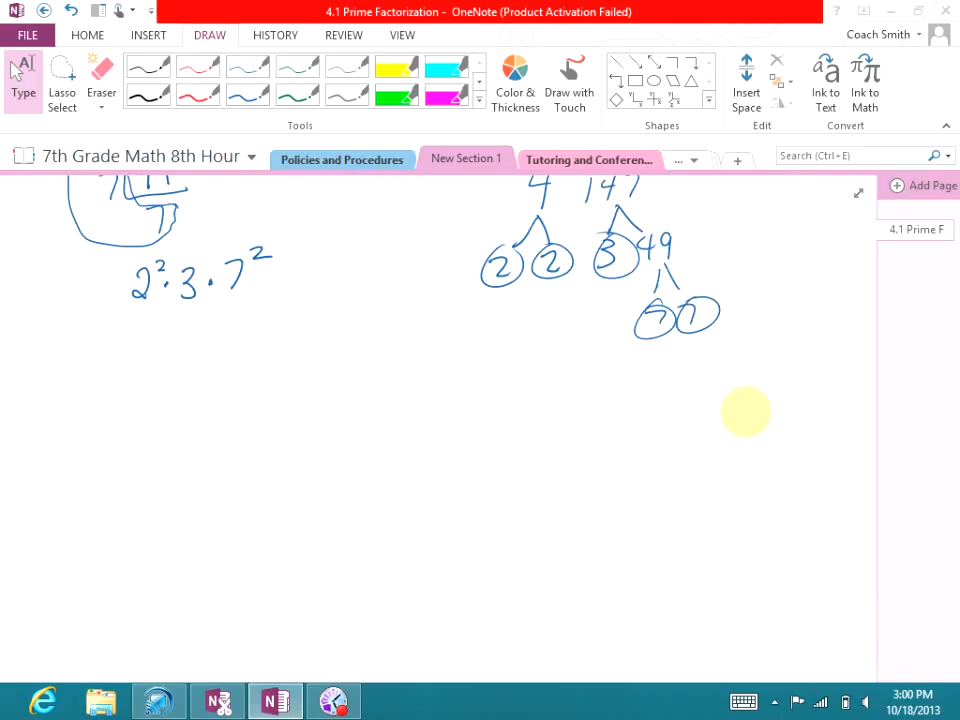 4.1 Prime Factorization - OneNote (Product Activation Failed)
?
FILE HOME INSERT DRAW HISTORY REVIEW VIEW
Coach Smith
Type
Lasso Select
Eraser
Color & Thickness
Draw with Touch
Insert Space
Ink to Text
Ink to Math
Tools
Shapes
Edit
Convert
7th Grade Math 8th Hour
Policies and Procedures
New Section 1
Tutoring and Conferen...
...
+
Search (Ctrl+E)
Add Page
4.1 Prime F
4 147
7
2 2 3 49
2² · 3 · 7²
7 7
3:00 PM
10/18/2013